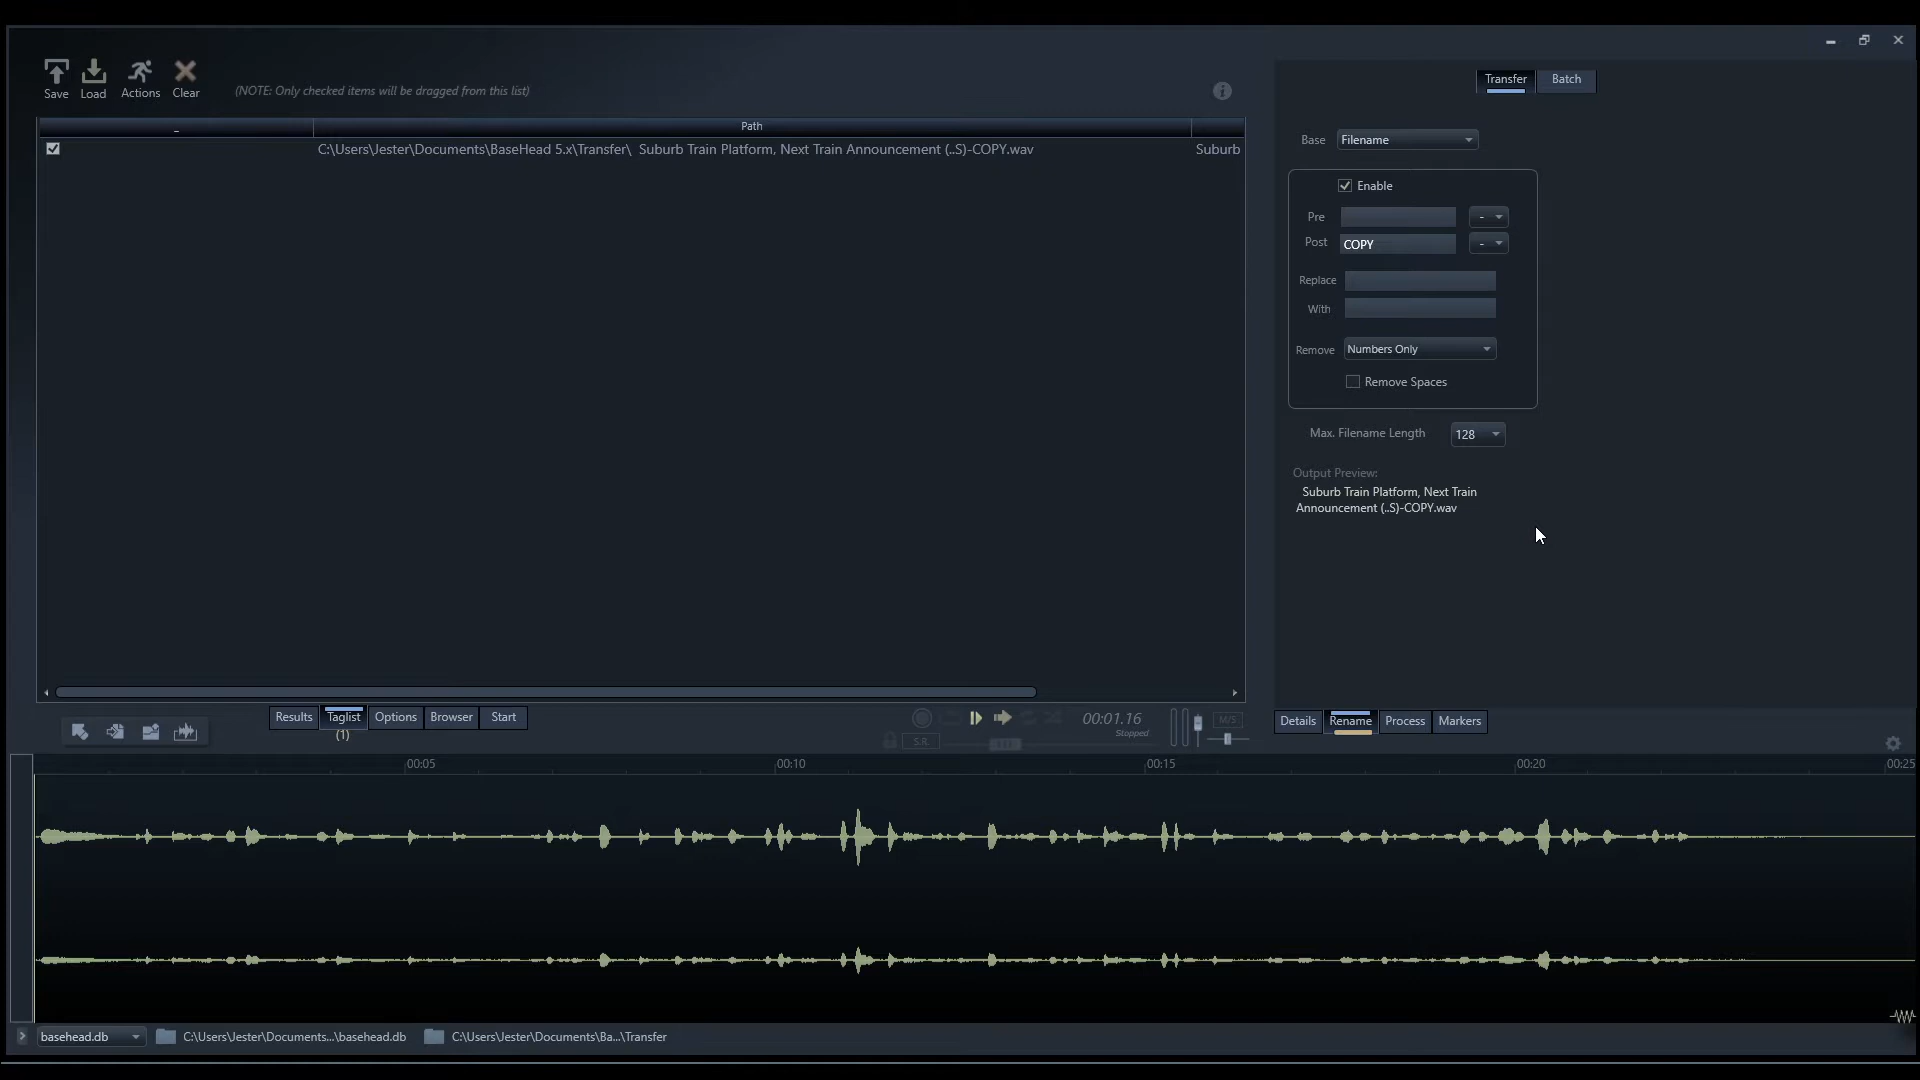 Save Load Actions Clear (NOTE: Only checked items will be dragged from this list)
Path
C:\Users\Jester\Documents\BaseHead 5.x\Transfer\  Suburb Train Platform, Next Train Announcement (..S)-COPY.wav Suburb
Transfer Batch
Base Filename
Enable
Pre -
Post COPY -
Replace
With
Remove Numbers Only
Remove Spaces
Max. Filename Length 128
Output Preview:
Suburb Train Platform, Next Train
Announcement (..S)-COPY.wav
Results Taglist Options Browser Start
(1)
00:01.16 M/S
Stopped
S.R.
Details Rename Process Markers
00:05 00:10 00:15 00:20 00:25
basehead.db C:\Users\Jester\Documents...\basehead.db C:\Users\Jester\Documents\Ba...\Transfer